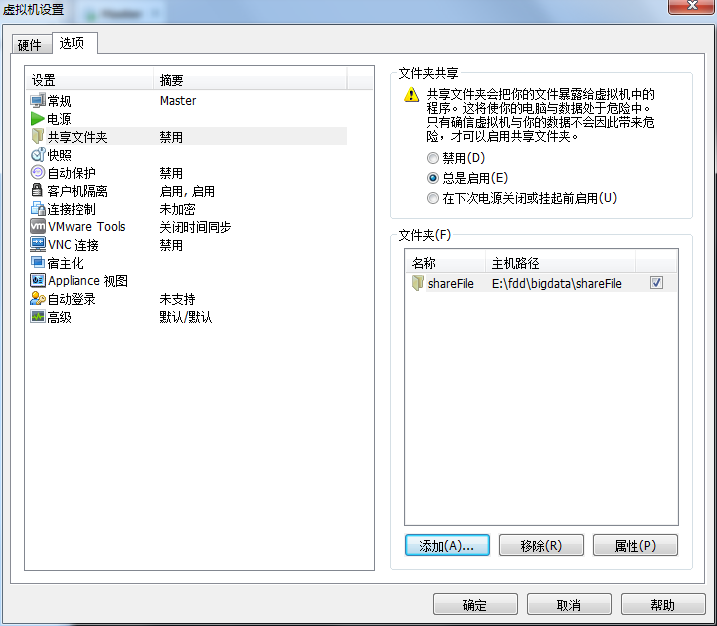 虚拟机设置
硬件 选项
设置 摘要
常规 Master
电源
共享文件夹 禁用
快照
自动保护 禁用
客户机隔离 启用, 启用
连接控制 未加密
VMware Tools 关闭时间同步
VNC 连接 禁用
宿主化
Appliance 视图
自动登录 未支持
高级 默认/默认
文件夹共享
共享文件夹会把你的文件暴露给虚拟机中的
程序。这将使你的电脑与数据处于危险中。
只有确信虚拟机与你的数据不会因此带来危
险，才可以启用共享文件夹。
禁用(D)
总是启用(E)
在下次电源关闭或挂起前启用(U)
文件夹(F)
名称 主机路径
shareFile E:\fdd\bigdata\shareFile
添加(A)... 移除(R) 属性(P)
确定 取消 帮助